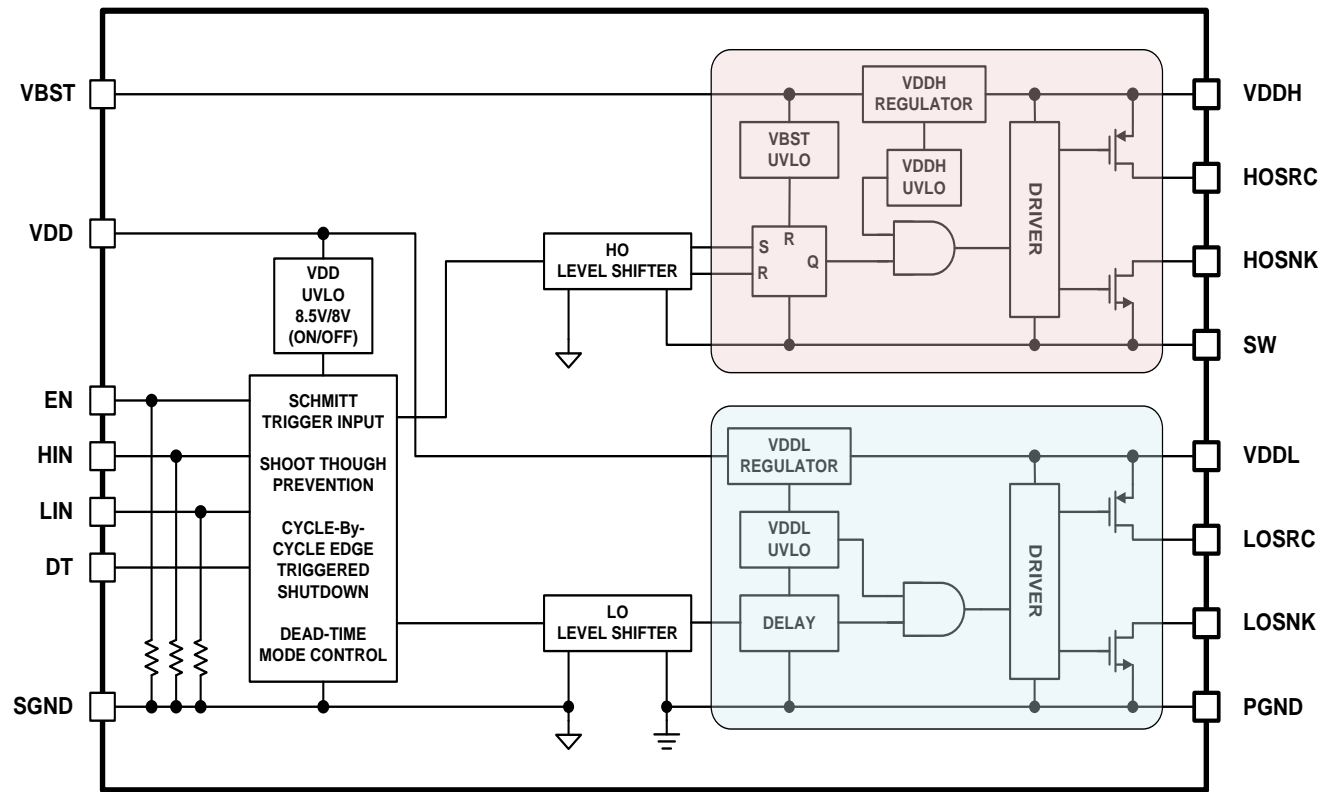 VBST
VDD
EN
HIN
LIN
DT
SGND
VDD
UVLO
8.5V/8V
(ON/OFF)
SCHMITT
TRIGGER INPUT
SHOOT THOUGH
PREVENTION
CYCLE-By-
CYCLE EDGE
TRIGGERED
SHUTDOWN
DEAD-TIME
MODE CONTROL
HO
LEVEL SHIFTER
LO
LEVEL SHIFTER
VDDH
REGULATOR
VBST
UVLO
VDDH
UVLO
R
S
R
Q
DRIVER
VDDL
REGULATOR
VDDL
UVLO
DELAY
DRIVER
VDDH
HOSRC
HOSNK
SW
VDDL
LOSRC
LOSNK
PGND